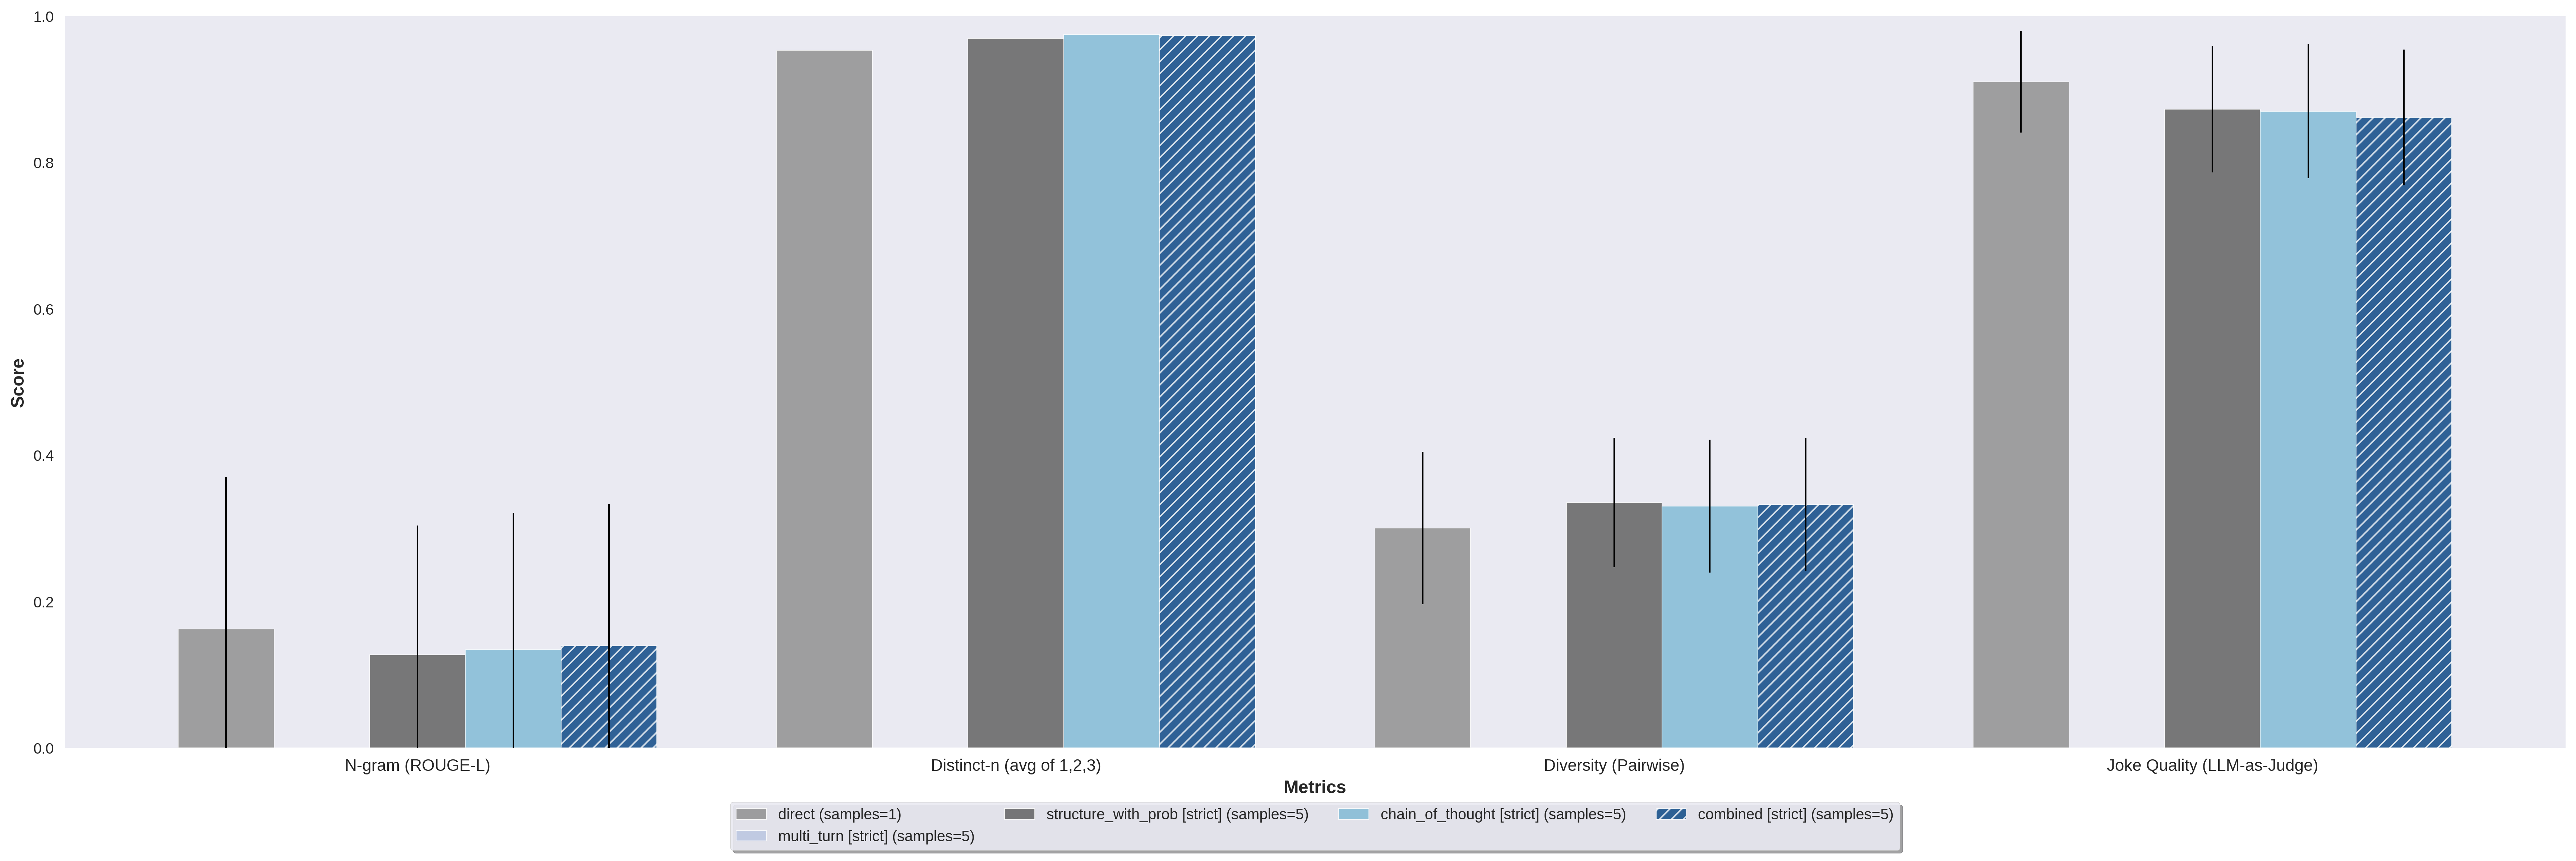 1.0
0.8
0.6
0.4
0.2
0.0
Score
N-gram (ROUGE-L)
Distinct-n (avg of 1,2,3)
Diversity (Pairwise)
Joke Quality (LLM-as-Judge)
Metrics
direct (samples=1)
structure_with_prob [strict] (samples=5)
chain_of_thought [strict] (samples=5)
combined [strict] (samples=5)
multi_turn [strict] (samples=5)